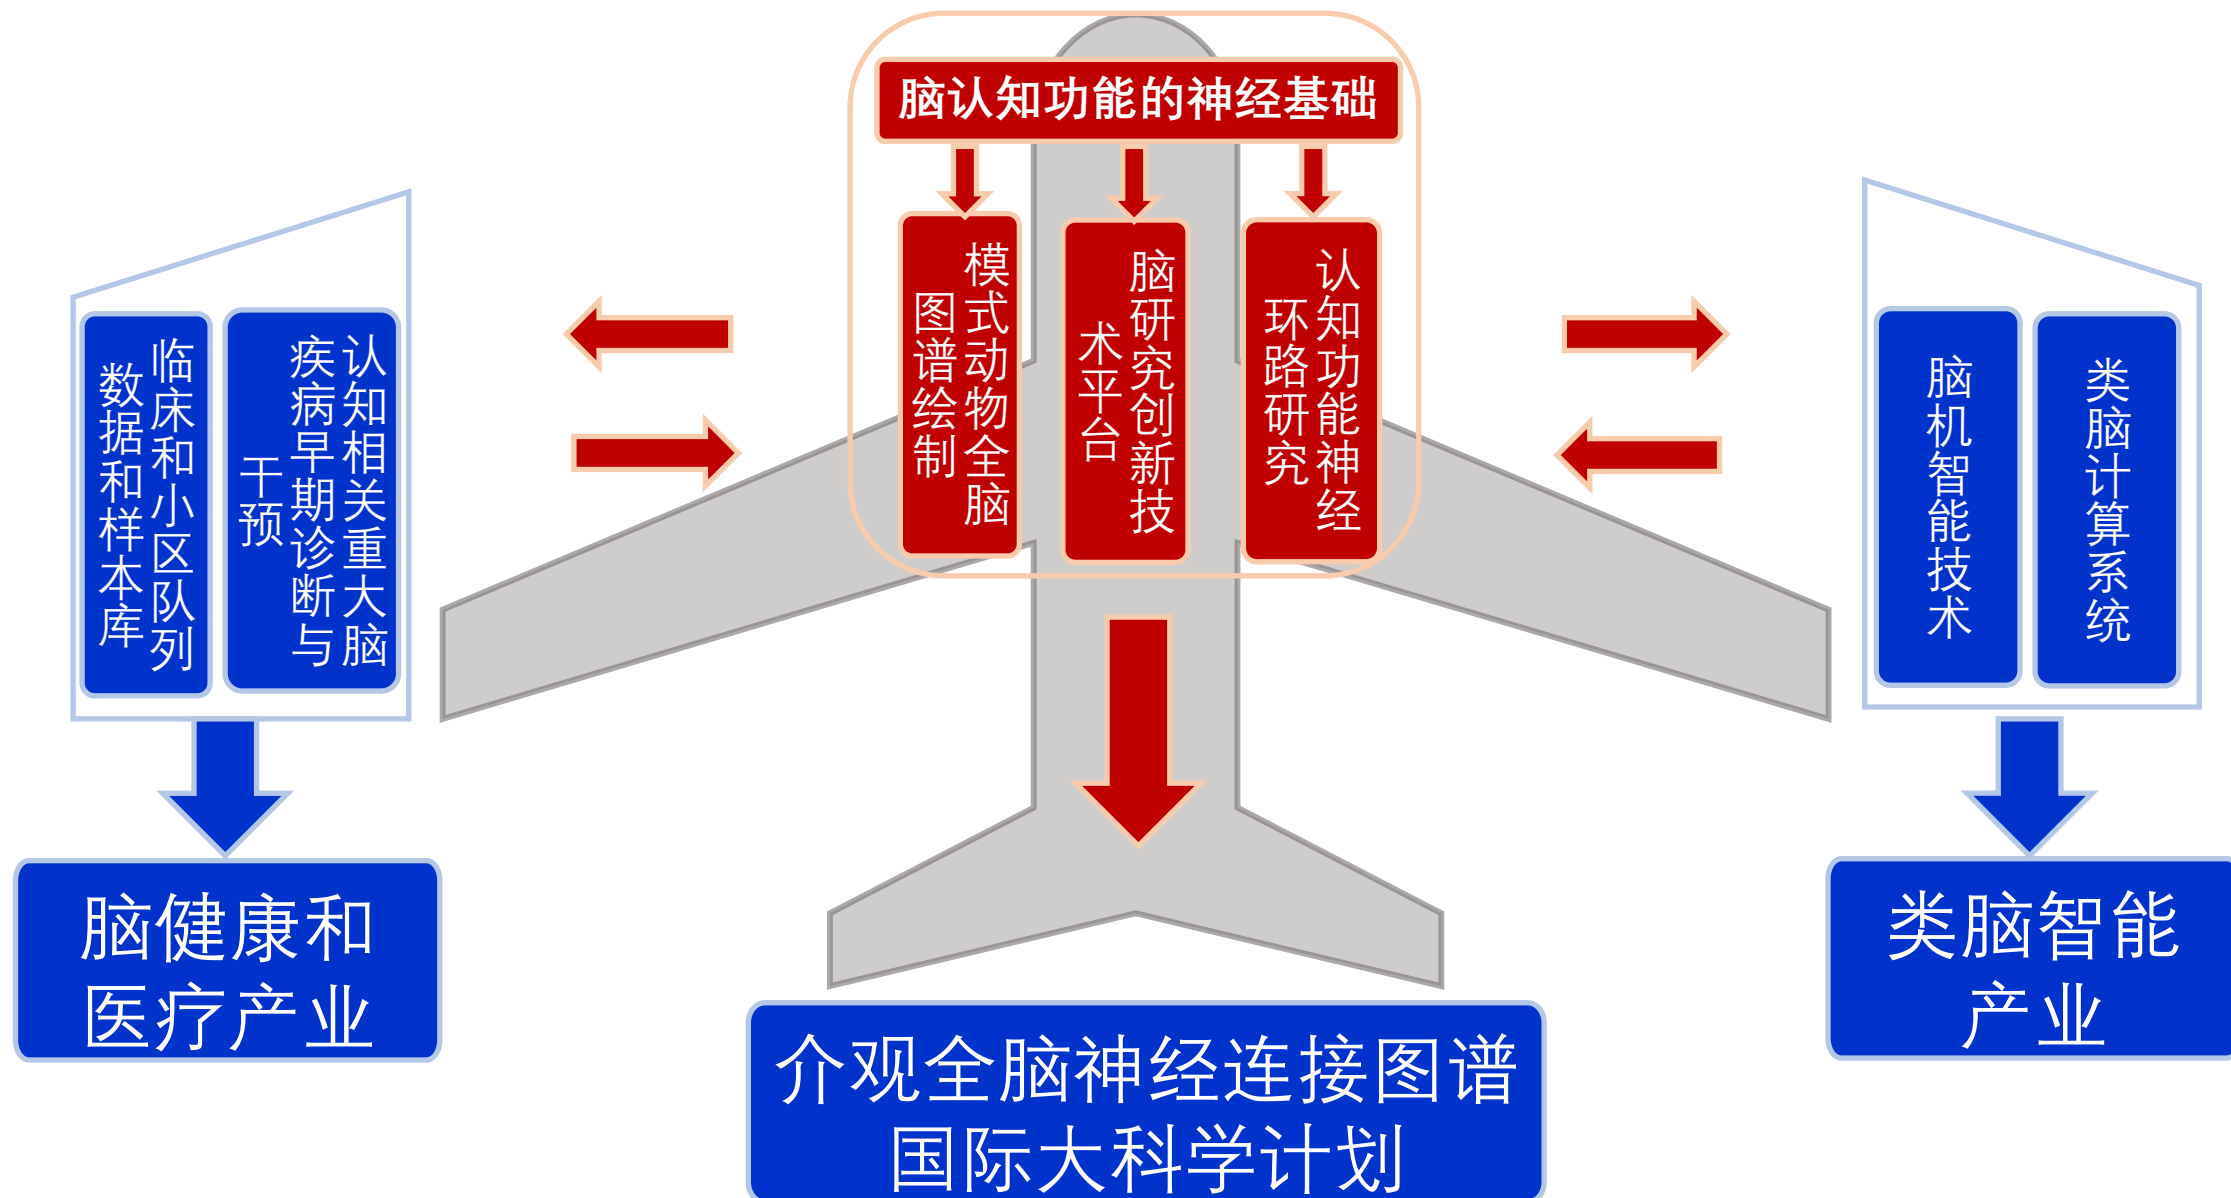 脑认知功能的神经基础
模式动物全脑
图谱绘制
脑研究创新技
术平台
认知功能神经
环路研究
临床和小区队列
数据和样本库
认知相关重大脑
疾病早期诊断与
干预
脑机智能技术
类脑计算系统
脑健康和
医疗产业
类脑智能
产业
介观全脑神经连接图谱
国际大科学计划